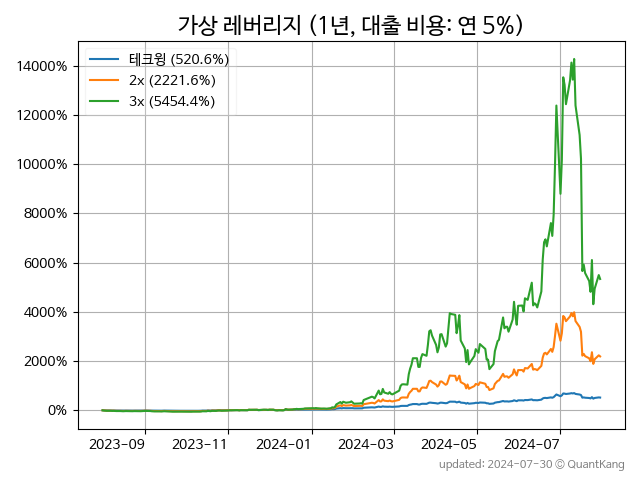 가상 레버리지 (1년, 대출 비용: 연 5%)
테크윙 (520.6%)
2x (2221.6%)
3x (5454.4%)
14000%
12000%
10000%
8000%
6000%
4000%
2000%
0%
2023-09 2023-11 2024-01 2024-03 2024-05 2024-07
updated: 2024-07-30 © QuantKang